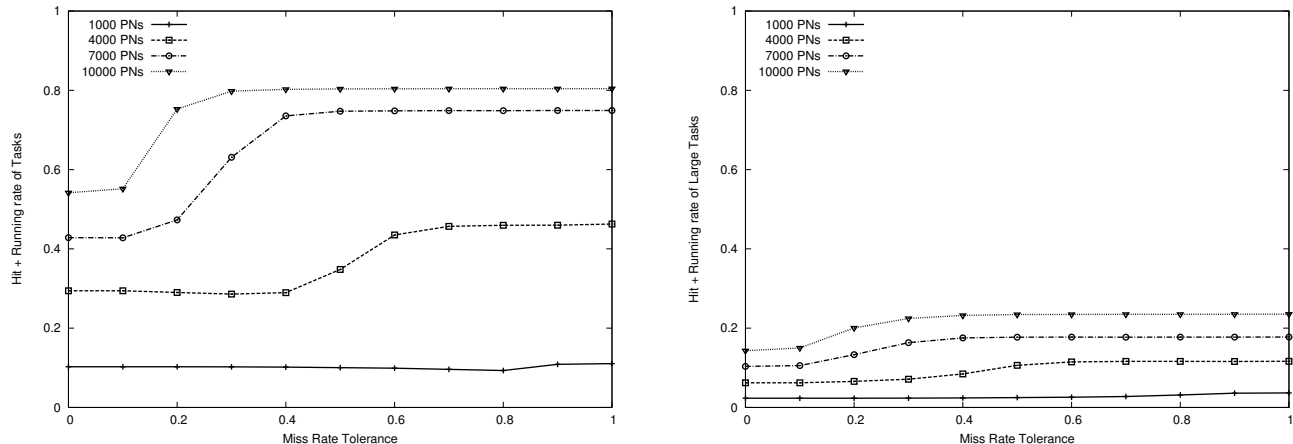 Hit + Running rate of Tasks
1
0.8
0.6
0.4
0.2
0
1000 PNs
4000 PNs
7000 PNs
10000 PNs
0 0.2 0.4 0.6 0.8 1
Miss Rate Tolerance
Hit + Running rate of Large Tasks
1
0.8
0.6
0.4
0.2
0
1000 PNs
4000 PNs
7000 PNs
10000 PNs
0 0.2 0.4 0.6 0.8 1
Miss Rate Tolerance